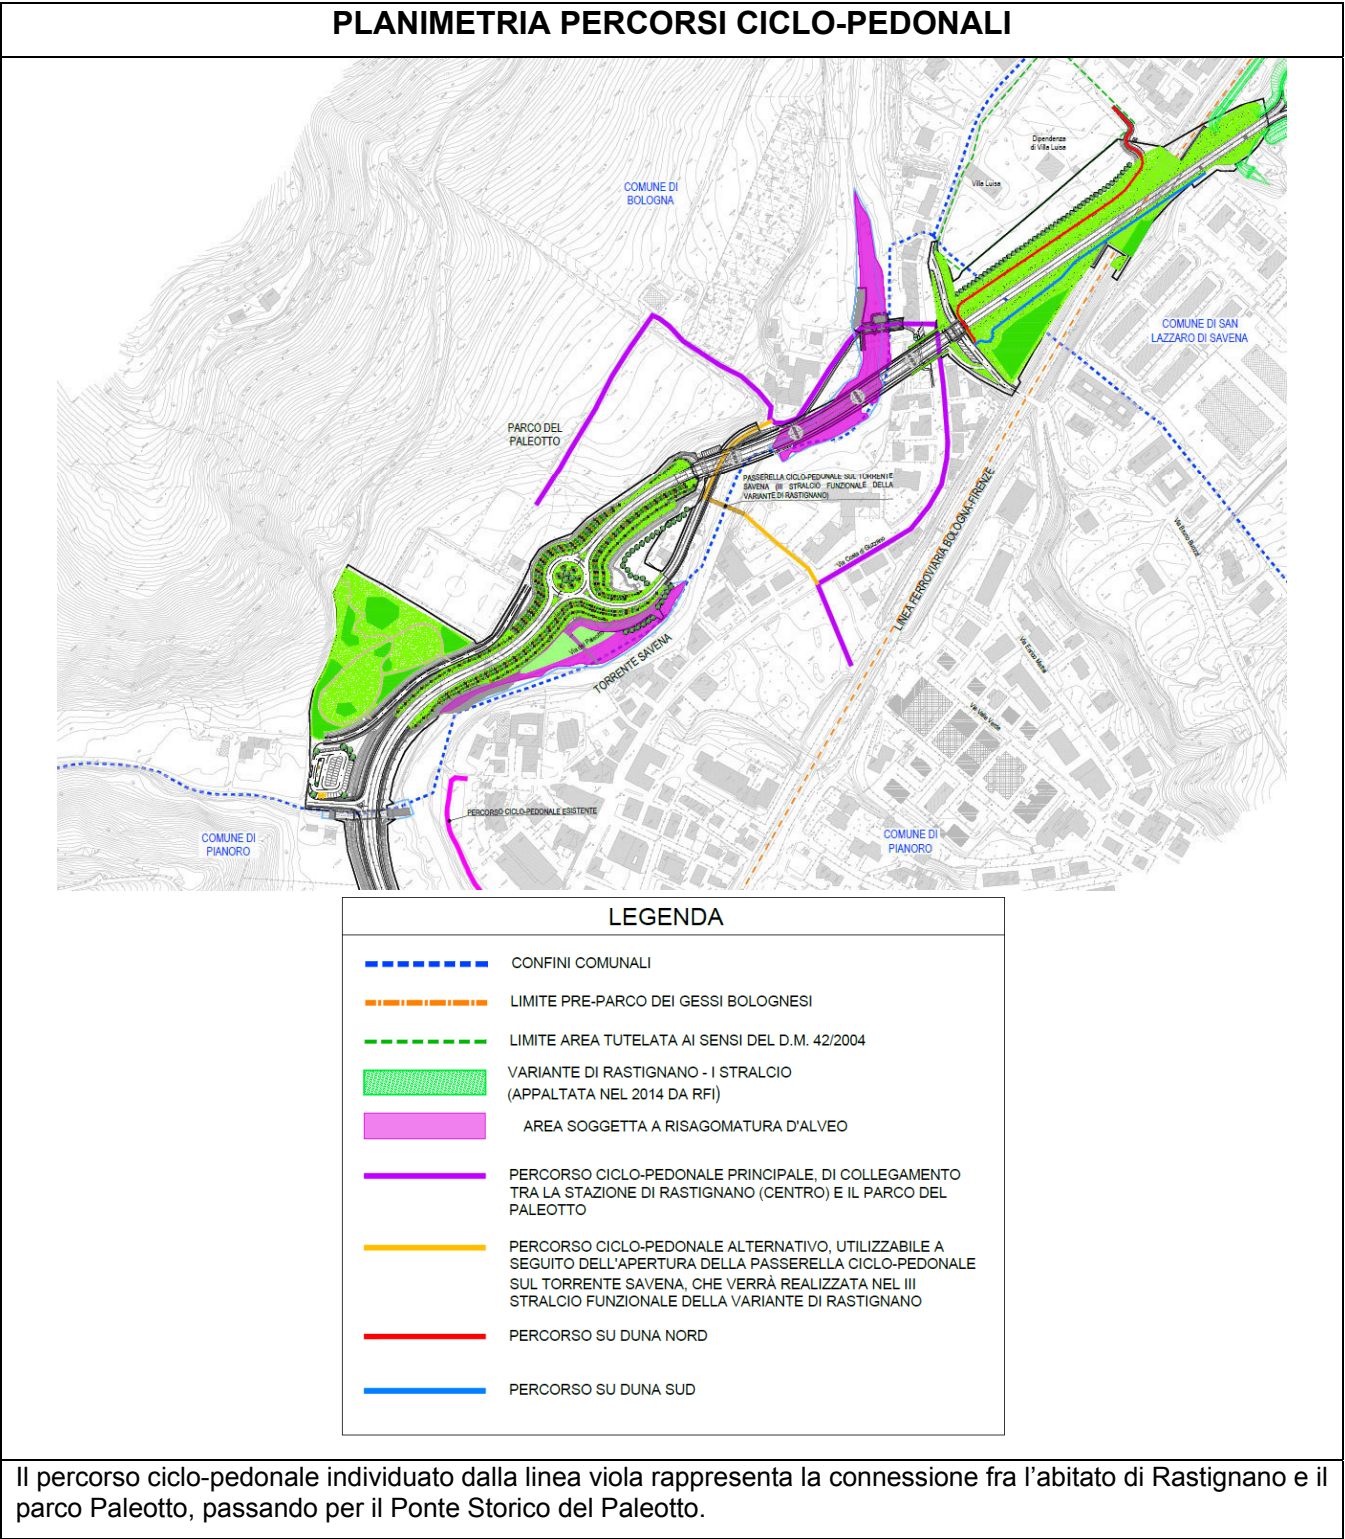 PLANIMETRIA PERCORSI CICLO-PEDONALI
Dipendenza
di Villa Luisa
Villa Luisa
COMUNE DI
BOLOGNA
COMUNE DI SAN
LAZZARO DI SAVENA
PARCO DEL
PALEOTTO
PASSERELLA CICLO-PEDONALE SUL TORRENTE
SAVENA (III STRALCIO FUNZIONALE DELLA
VARIANTE DI RASTIGNANO)
LINEA FERROVIARIA BOLOGNA-FIRENZE
TORRENTE SAVENA
PERCORSO CICLO-PEDONALE ESISTENTE
COMUNE DI
PIANORO
COMUNE DI
PIANORO
LEGENDA
CONFINI COMUNALI
LIMITE PRE-PARCO DEI GESSI BOLOGNESI
LIMITE AREA TUTELATA AI SENSI DEL D.M. 42/2004
VARIANTE DI RASTIGNANO - I STRALCIO
(APPALTATA NEL 2014 DA RFI)
AREA SOGGETTA A RISAGOMATURA D'ALVEO
PERCORSO CICLO-PEDONALE PRINCIPALE, DI COLLEGAMENTO
TRA LA STAZIONE DI RASTIGNANO (CENTRO) E IL PARCO DEL
PALEOTTO
PERCORSO CICLO-PEDONALE ALTERNATIVO, UTILIZZABILE A
SEGUITO DELL'APERTURA DELLA PASSERELLA CICLO-PEDONALE
SUL TORRENTE SAVENA, CHE VERRÀ REALIZZATA NEL III
STRALCIO FUNZIONALE DELLA VARIANTE DI RASTIGNANO
PERCORSO SU DUNA NORD
PERCORSO SU DUNA SUD
Il percorso ciclo-pedonale individuato dalla linea viola rappresenta la connessione fra l’abitato di Rastignano e il
parco Paleotto, passando per il Ponte Storico del Paleotto.